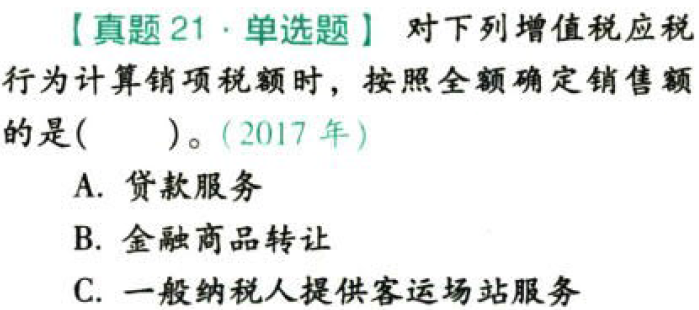 【真题21·单选题】 对下列增值税应税
行为计算销项税额时，按照全额确定销售额
的是(　　)。(2017 年)
A. 贷款服务
B. 金融商品转让
C. 一般纳税人提供客运场站服务